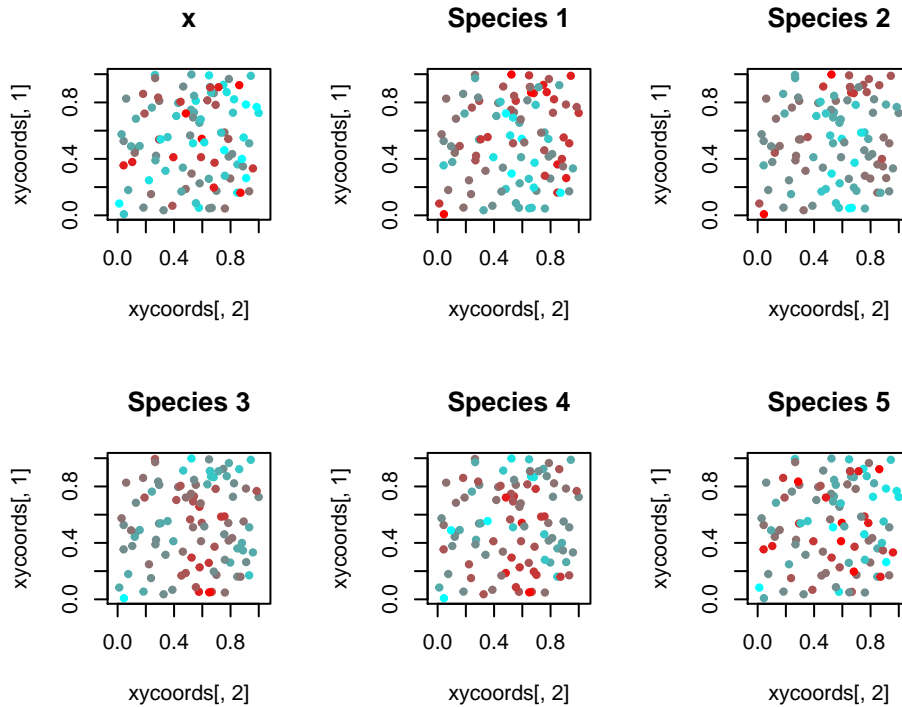 x
xycoords[, 1]
0.0 0.4 0.8
0.0 0.4 0.8
xycoords[, 2]
Species 1
xycoords[, 1]
0.0 0.4 0.8
0.0 0.4 0.8
xycoords[, 2]
Species 2
xycoords[, 1]
0.0 0.4 0.8
0.0 0.4 0.8
xycoords[, 2]
Species 3
xycoords[, 1]
0.0 0.4 0.8
0.0 0.4 0.8
xycoords[, 2]
Species 4
xycoords[, 1]
0.0 0.4 0.8
0.0 0.4 0.8
xycoords[, 2]
Species 5
xycoords[, 1]
0.0 0.4 0.8
0.0 0.4 0.8
xycoords[, 2]